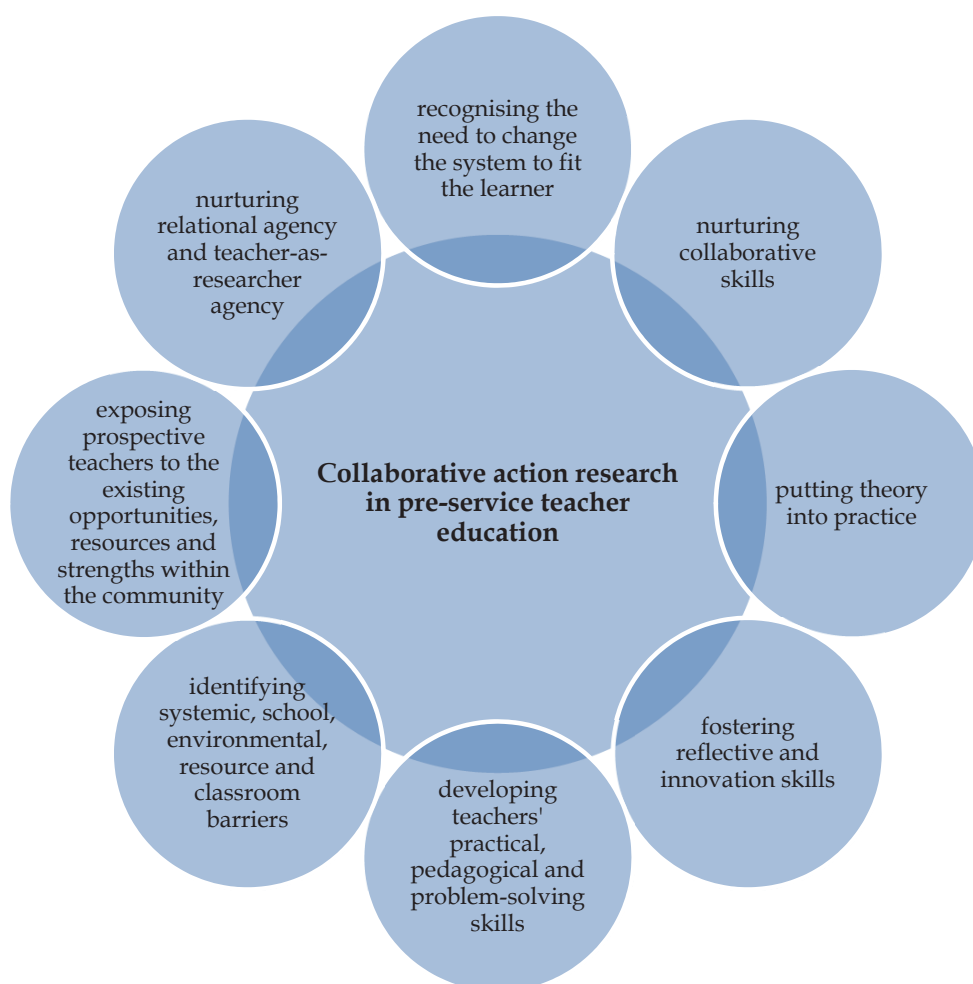 recognising the
need to change
the system to fit
the learner
nurturing
collaborative
skills
putting theory
into practice
fostering
reflective and
innovation skills
developing
teachers'
practical,
pedagogical and
problem-solving
skills
identifying
systemic, school,
environmental,
resource and
classroom
barriers
exposing
prospective
teachers to the
existing
opportunities,
resources and
strengths within
the community
nurturing
relational agency
and teacher-as-
researcher
agency
Collaborative action research
in pre-service teacher
education